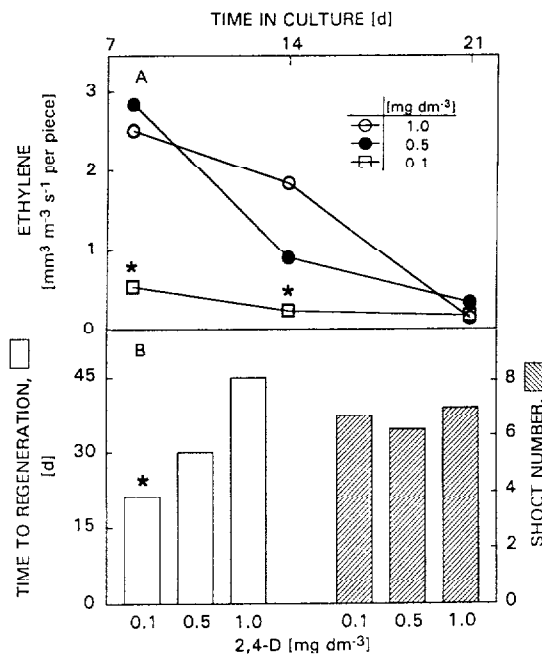 TIME IN CULTURE [d]
7 14 21
A
3
2
1
0
ETHYLENE
[mm³ m⁻³ s⁻¹ per piece]
[mg dm⁻³]
1.0
0.5
0.1
*
*
B
45
30
15
0
TIME TO REGENERATION,
[d]
*
8
6
4
2
0
SHOCT NUMBER,
0.1 0.5 1.0 0.1 0.5 1.0
2,4-D [mg dm⁻³]